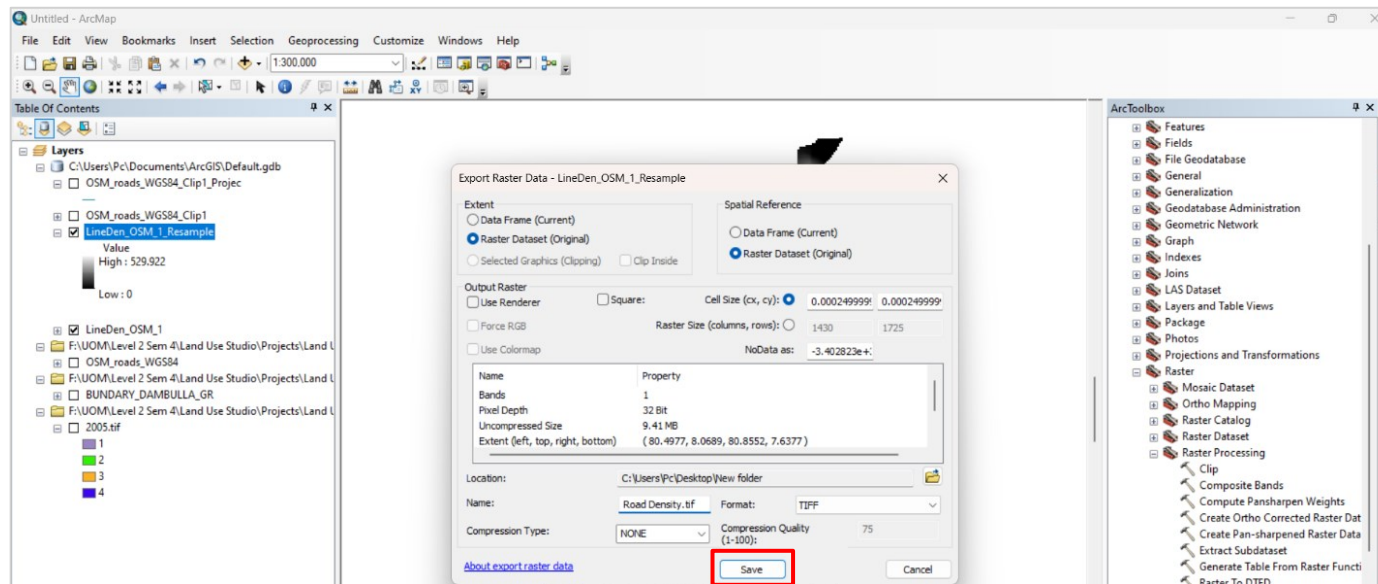 Untitled - ArcMap
File Edit View Bookmarks Insert Selection Geoprocessing Customize Windows Help
1:300,000
Table Of Contents
Layers
C:\Users\Pc\Documents\ArcGIS\Default.gdb
OSM_roads_WGS84_Clip1_Projec
OSM_roads_WGS84_Clip1
LineDen_OSM_1_Resample
Value
High : 529.922
Low : 0
LineDen_OSM_1
F:\UOM\Level 2 Sem 4\Land Use Studio\Projects\Land U
OSM_roads_WGS84
F:\UOM\Level 2 Sem 4\Land Use Studio\Projects\Land U
BUNDARY_DAMBULLA_GR
F:\UOM\Level 2 Sem 4\Land Use Studio\Projects\Land U
2005.tif
1
2
3
4
Export Raster Data - LineDen_OSM_1_Resample
Extent
Data Frame (Current)
Raster Dataset (Original)
Selected Graphics (Clipping) Clip Inside
Spatial Reference
Data Frame (Current)
Raster Dataset (Original)
Output Raster
Use Renderer Square: Cell Size (cx, cy): 0.000249999 0.000249999
Force RGB Raster Size (columns, rows): 1430 1725
Use Colormap NoData as: -3.402823e+
Name Property
Bands 1
Pixel Depth 32 Bit
Uncompressed Size 9.41 MB
Extent (left, top, right, bottom) ( 80.4977, 8.0689, 80.8552, 7.6377 )
Location: C:\Users\Pc\Desktop\New folder
Name: Road Density.tif Format: TIFF
Compression Type: NONE Compression Quality (1-100): 75
About export raster data Save Cancel
ArcToolbox
Features
Fields
File Geodatabase
General
Generalization
Geodatabase Administration
Geometric Network
Graph
Indexes
Joins
LAS Dataset
Layers and Table Views
Package
Photos
Projections and Transformations
Raster
Mosaic Dataset
Ortho Mapping
Raster Catalog
Raster Dataset
Raster Processing
Clip
Composite Bands
Compute Pansharpen Weights
Create Ortho Corrected Raster Dat
Create Pan-sharpened Raster Data
Extract Subdataset
Generate Table From Raster Functi
Raster To DTED